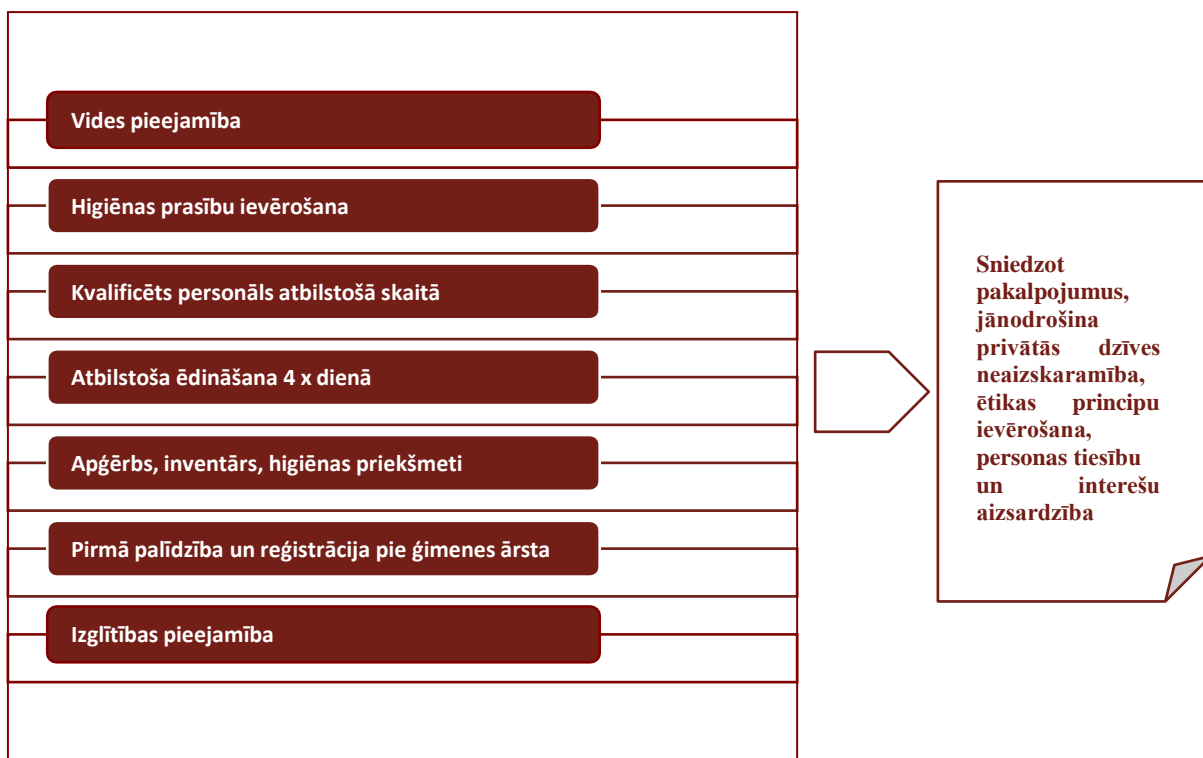 Vides pieejamība
Higiēnas prasību ievērošana
Kvalificēts personāls atbilstošā skaitā
Atbilstoša ēdināšana 4 x dienā
Apģērbs, inventārs, higiēnas priekšmeti
Pirmā palīdzība un reģistrācija pie ģimenes ārsta
Izglītības pieejamība
Sniedzot
pakalpojumus,
jānodrošina
privātās dzīves
neaizskaramība,
ētikas principu
ievērošana,
personas tiesību
un interešu
aizsardzība